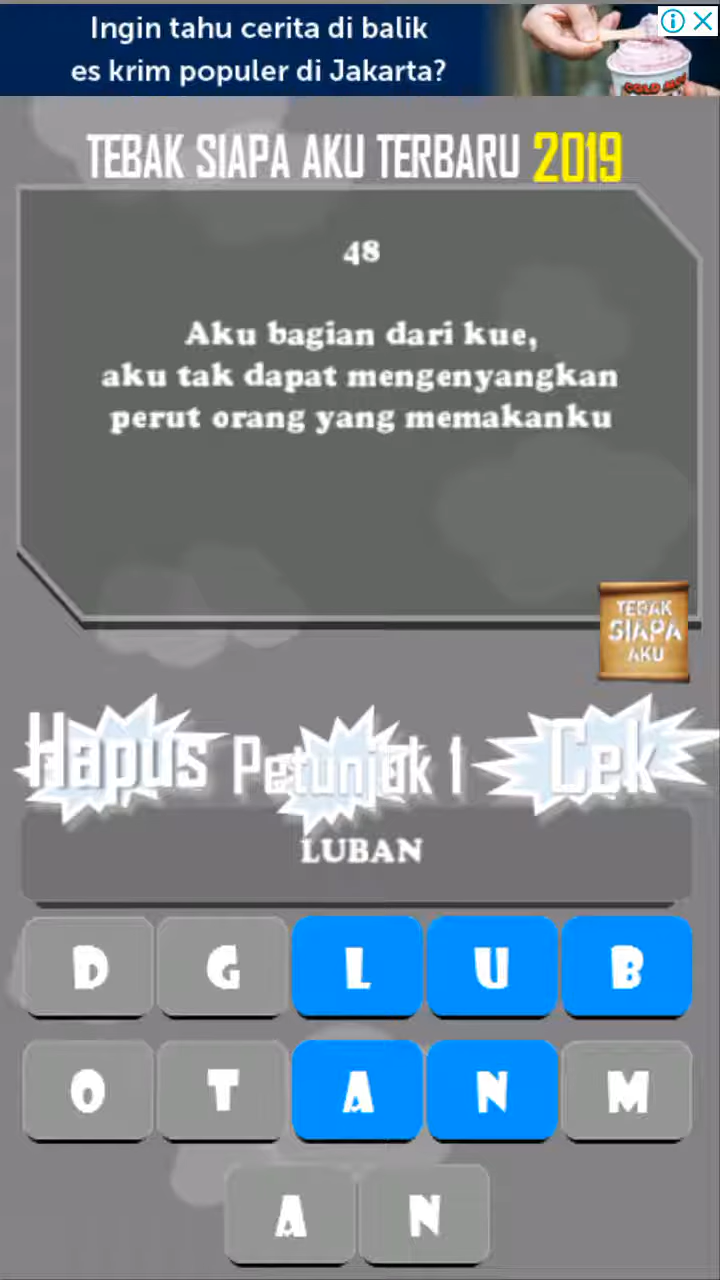 Ingin tahu cerita di balik
es krim populer di Jakarta?
COLD
TEBAK SIAPA AKU TERBARU 2019
48
Aku bagian dari kue,
aku tak dapat mengenyangkan
perut orang yang memakanku
TEBAK
SIAPA
AKU
Hapus Petunjuk 1 Cek
LUBAN
D G L U B
O T A N M
A N